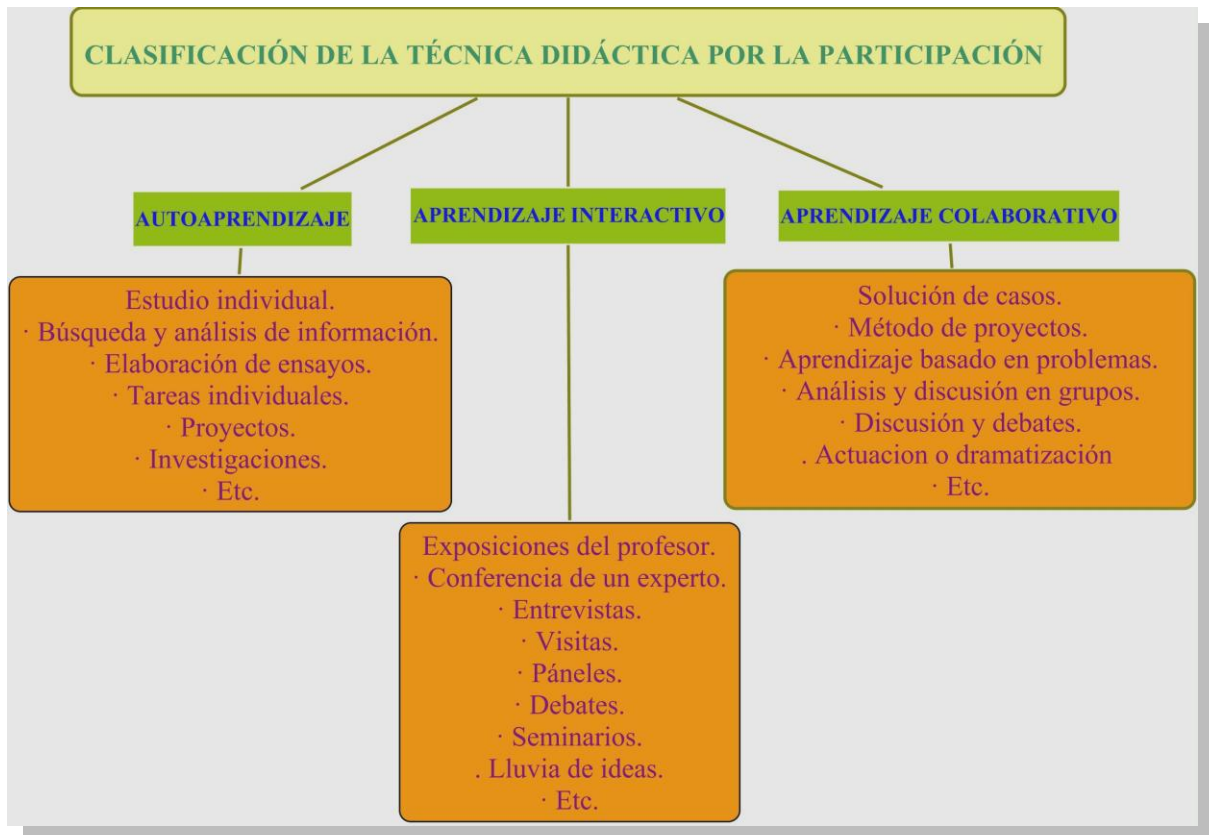 CLASIFICACIÓN DE LA TÉCNICA DIDÁCTICA POR LA PARTICIPACIÓN
AUTOAPRENDIZAJE
Estudio individual.
· Búsqueda y análisis de información.
· Elaboración de ensayos.
· Tareas individuales.
· Proyectos.
· Investigaciones.
· Etc.
APRENDIZAJE INTERACTIVO
Exposiciones del profesor.
· Conferencia de un experto.
· Entrevistas.
· Visitas.
· Páneles.
· Debates.
· Seminarios.
. Lluvia de ideas.
· Etc.
APRENDIZAJE COLABORATIVO
Solución de casos.
· Método de proyectos.
· Aprendizaje basado en problemas.
· Análisis y discusión en grupos.
· Discusión y debates.
. Actuacion o dramatización
· Etc.